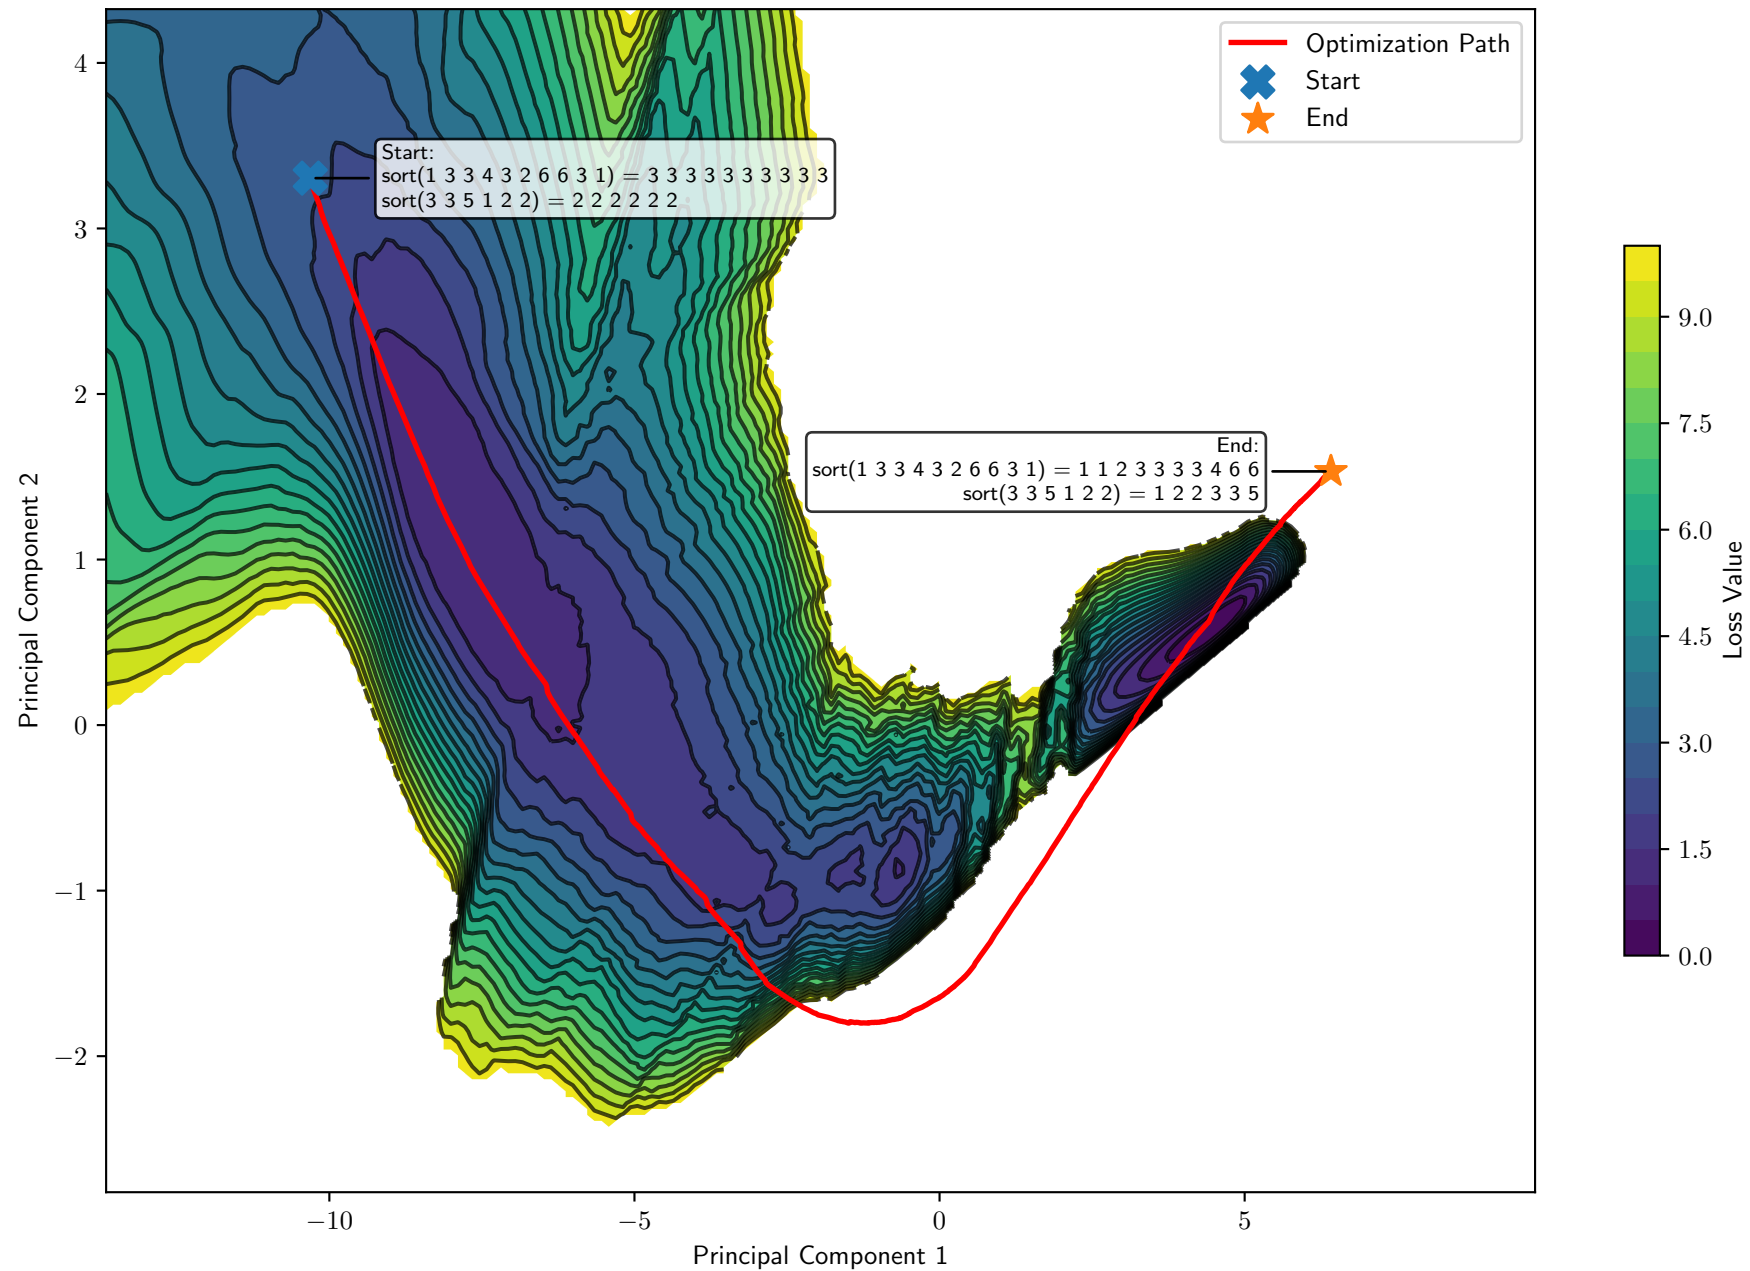 Optimization Path
Start
End
Start:
sort(1 3 3 4 3 2 6 6 3 1) = 3 3 3 3 3 3 3 3 3 3
sort(3 3 5 1 2 2) = 2 2 2 2 2 2
End:
sort(1 3 3 4 3 2 6 6 3 1) = 1 1 2 3 3 3 3 4 6 6
sort(3 3 5 1 2 2) = 1 2 2 3 3 5
4
3
2
1
0
−1
−2
Principal Component 2
−10
−5
0
5
Principal Component 1
9.0
7.5
6.0
4.5
3.0
1.5
0.0
Loss Value